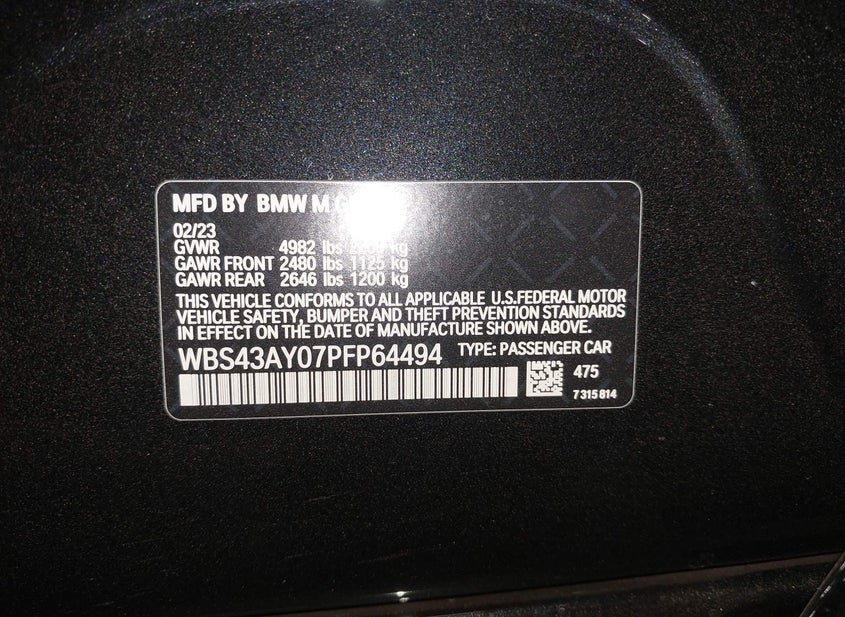 MFD BY BMW M G
02/23
GVWR 4982 lbs kg
GAWR FRONT 2480 lbs 1125 kg
GAWR REAR 2646 lbs 1200 kg
THIS VEHICLE CONFORMS TO ALL APPLICABLE U.S.FEDERAL MOTOR
VEHICLE SAFETY, BUMPER AND THEFT PREVENTION STANDARDS
IN EFFECT ON THE DATE OF MANUFACTURE SHOWN ABOVE.
WBS43AY07PFP64494 TYPE: PASSENGER CAR
475
7 315 814